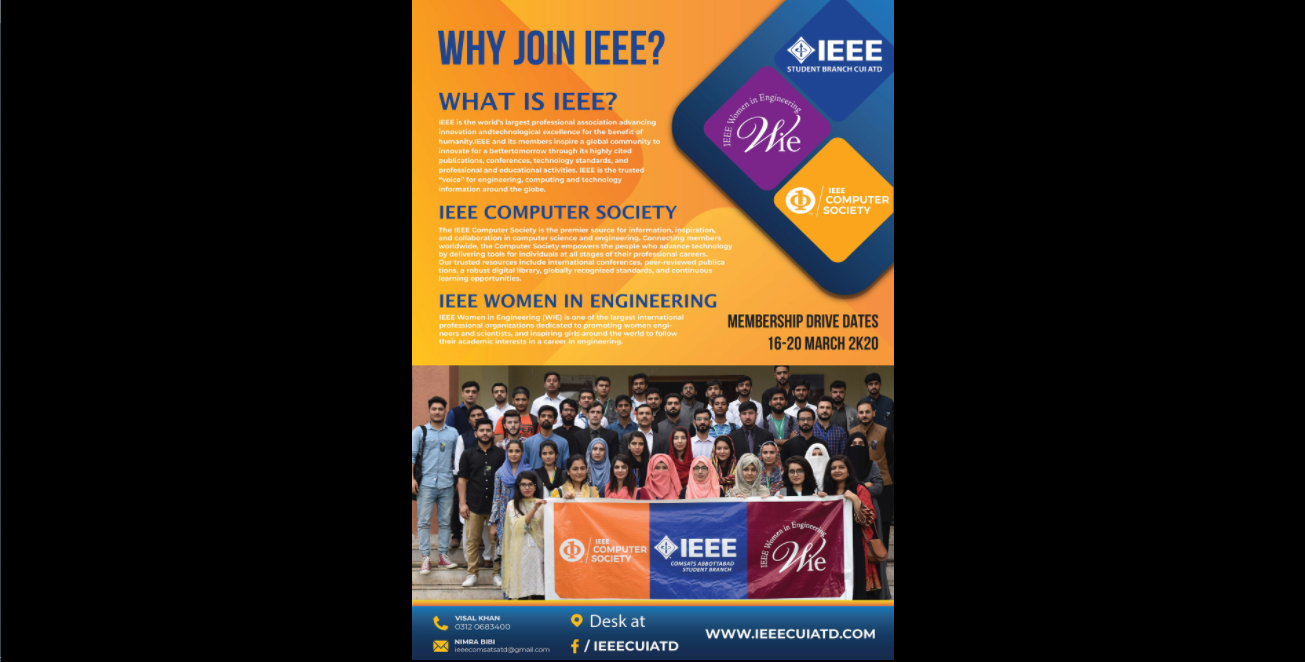 WHY JOIN IEEE?
IEEE
STUDENT BRANCH CUI ATD
IEEE Women in Engineering
Wie
IEEE
COMPUTER
SOCIETY
WHAT IS IEEE?
IEEE is the world's largest professional association advancing
innovation andtechnological excellence for the benefit of
humanity.IEEE and its members inspire a global community to
innovate for a bettertomorrow through its highly cited
publications, conferences, technology standards, and
professional and educational activities. IEEE is the trusted
"voice" for engineering, computing and technology
information around the globe.
IEEE COMPUTER SOCIETY
The IEEE Computer Society is the premier source for information, inspiration,
and collaboration in computer science and engineering. Connecting members
worldwide, the Computer Society empowers the people who advance technology
by delivering tools for individuals at all stages of their professional careers.
Our trusted resources include international conferences, peer-reviewed publica
tions, a robust digital library, globally recognized standards, and continuous
learning opportunities.
IEEE WOMEN IN ENGINEERING
IEEE Women in Engineering (WIE) is one of the largest international
professional organizations dedicated to promoting women engi-
neers and scientists, and inspiring girls around the world to follow
their academic interests in a career in engineering.
MEMBERSHIP DRIVE DATES
16-20 MARCH 2K20
IEEE
COMPUTER
SOCIETY
IEEE
COMSATS ABBOTTABAD
STUDENT BRANCH
IEEE Women in Engineering
Wie
VISAL KHAN
0312 0683400
NIMRA BIBI
ieeecomsatsatd@gmail.com
Desk at
/ IEEECUIATD
WWW.IEEECUIATD.COM